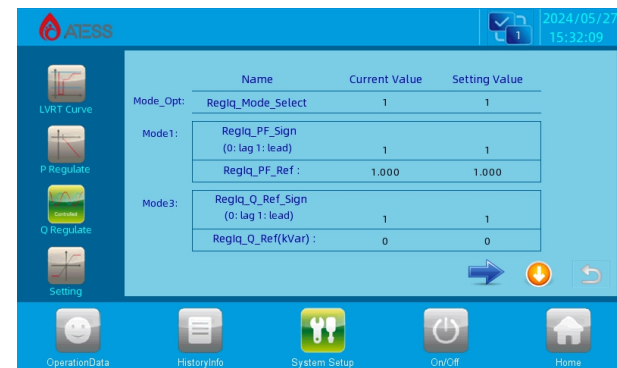 ATESS
1
2024/05/27
15:32:09
Name Current Value Setting Value
Mode_Opt: RegIq_Mode_Select 1 1
Mode1: RegIq_PF_Sign
(0: lag 1: lead) 1 1
RegIq_PF_Ref : 1.000 1.000
Mode3: RegIq_Q_Ref_Sign
(0: lag 1: lead) 1 1
RegIq_Q_Ref(kVar) : 0 0
LVRT Curve
P Regulate
Controlled
Q Regulate
Setting
OperationData HistoryInfo System Setup On/Off Home